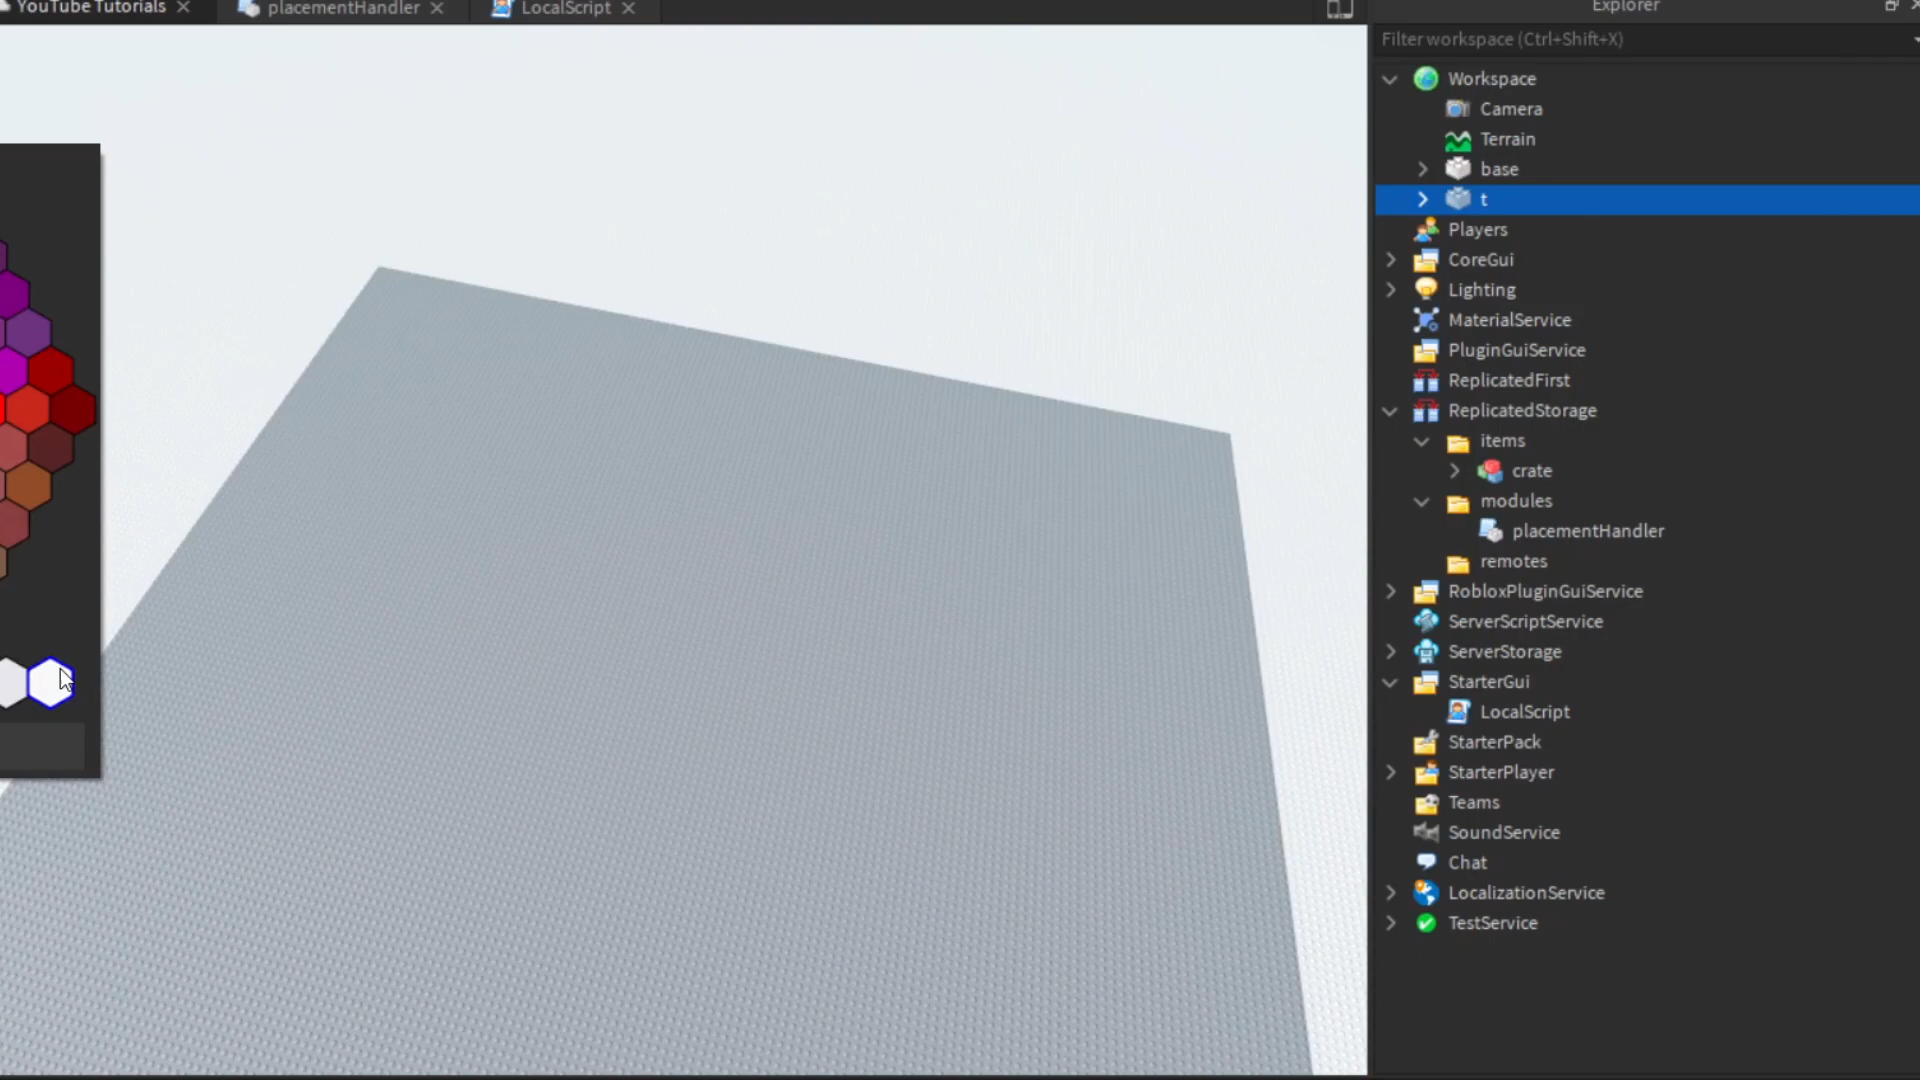 YouTube Tutorials
placementHandler
LocalScript
Explorer
Filter workspace (Ctrl+Shift+X)
Workspace
Camera
Terrain
base
t
Players
CoreGui
Lighting
MaterialService
PluginGuiService
ReplicatedFirst
ReplicatedStorage
items
crate
modules
placementHandler
remotes
RobloxPluginGuiService
ServerScriptService
ServerStorage
StarterGui
LocalScript
StarterPack
StarterPlayer
Teams
SoundService
Chat
LocalizationService
TestService